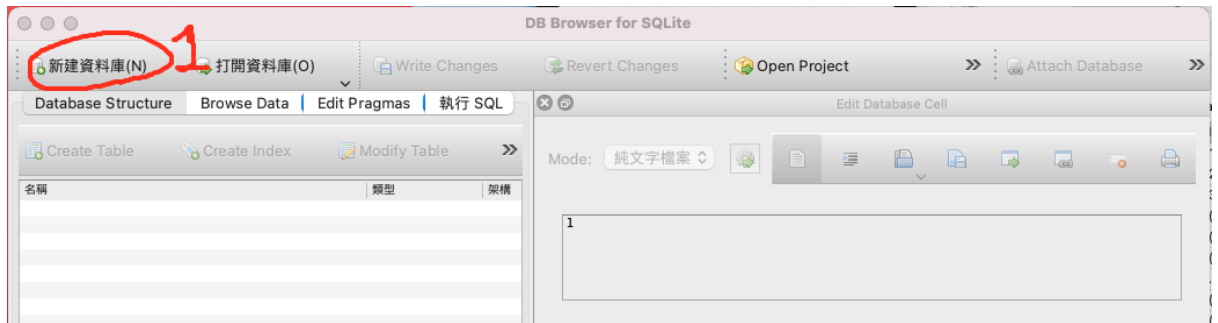 DB Browser for SQLite
新建資料庫(N) 1 打開資料庫(O) Write Changes Revert Changes Open Project Attach Database
Database Structure Browse Data Edit Pragmas 執行 SQL
Edit Database Cell
Create Table Create Index Modify Table
Mode: 純文字檔案
名稱 類型 架構
1